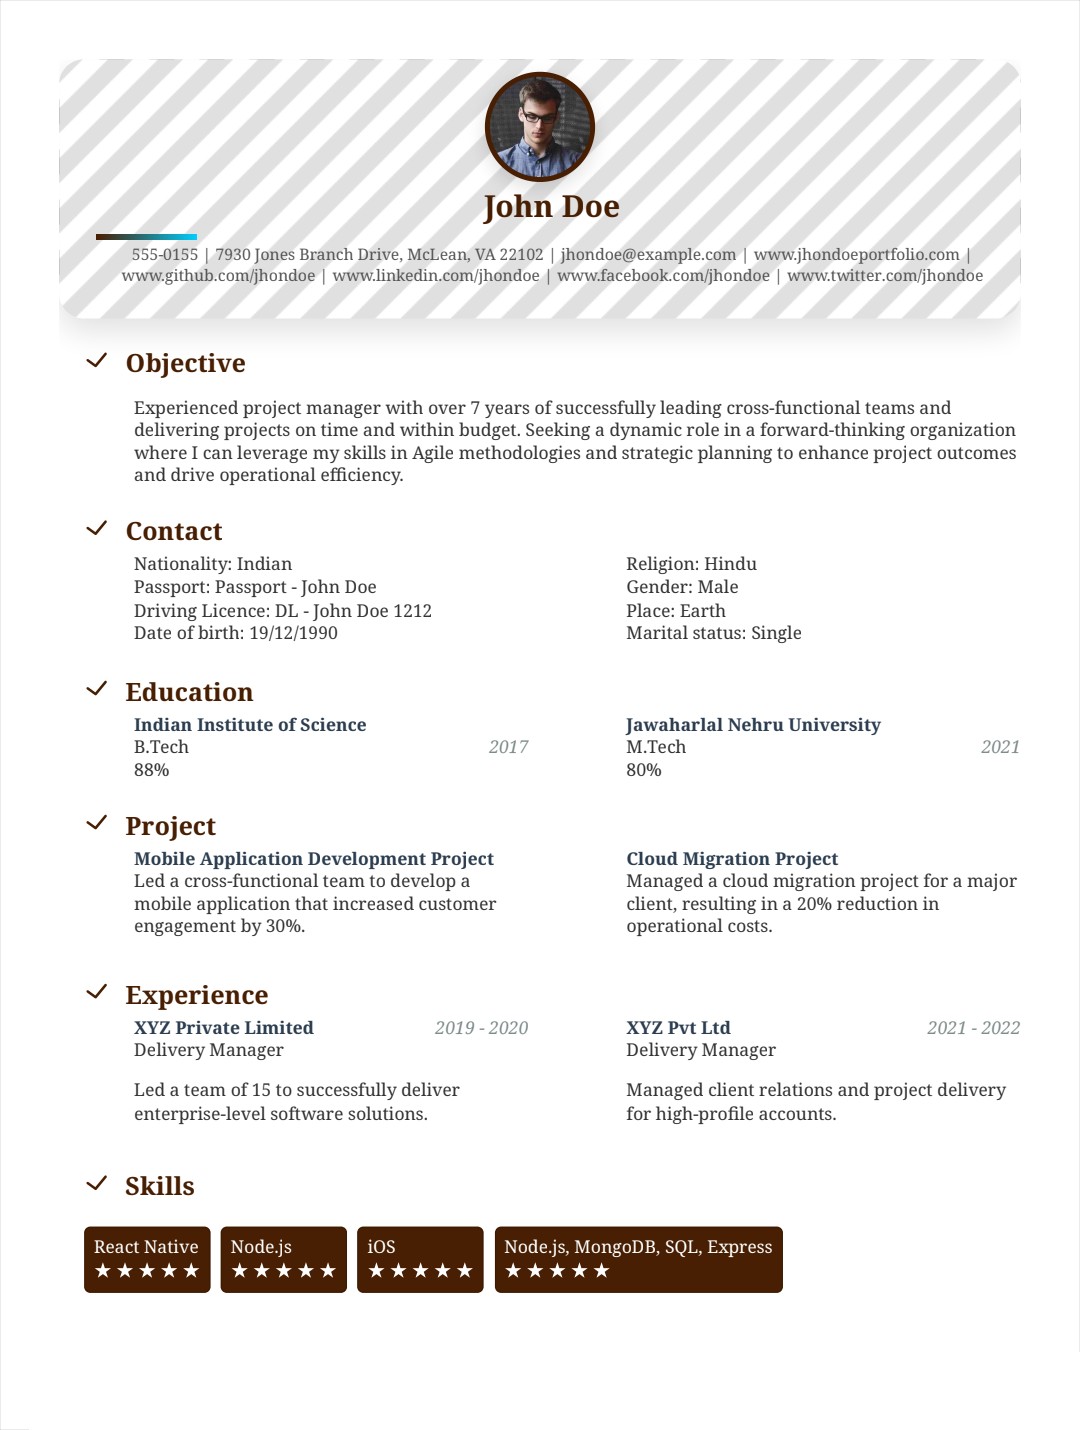 John Doe
555-0155 | 7930 Jones Branch Drive, McLean, VA 22102 | jhondoe@example.com | www.jhondoeportfolio.com |
www.github.com/jhondoe | www.linkedin.com/jhondoe | www.facebook.com/jhondoe | www.twitter.com/jhondoe
Objective
Experienced project manager with over 7 years of successfully leading cross-functional teams and
delivering projects on time and within budget. Seeking a dynamic role in a forward-thinking organization
where I can leverage my skills in Agile methodologies and strategic planning to enhance project outcomes
and drive operational efficiency.
Contact
Nationality: Indian
Passport: Passport - John Doe
Driving Licence: DL - John Doe 1212
Date of birth: 19/12/1990
Religion: Hindu
Gender: Male
Place: Earth
Marital status: Single
Education
Indian Institute of Science
B.Tech 2017
88%
Jawaharlal Nehru University
M.Tech 2021
80%
Project
Mobile Application Development Project
Led a cross-functional team to develop a
mobile application that increased customer
engagement by 30%.
Cloud Migration Project
Managed a cloud migration project for a major
client, resulting in a 20% reduction in
operational costs.
Experience
XYZ Private Limited 2019 - 2020
Delivery Manager
Led a team of 15 to successfully deliver
enterprise-level software solutions.
XYZ Pvt Ltd 2021 - 2022
Delivery Manager
Managed client relations and project delivery
for high-profile accounts.
Skills
React Native
★ ★ ★ ★ ★
Node.js
★ ★ ★ ★ ★
iOS
★ ★ ★ ★ ★
Node.js, MongoDB, SQL, Express
★ ★ ★ ★ ★